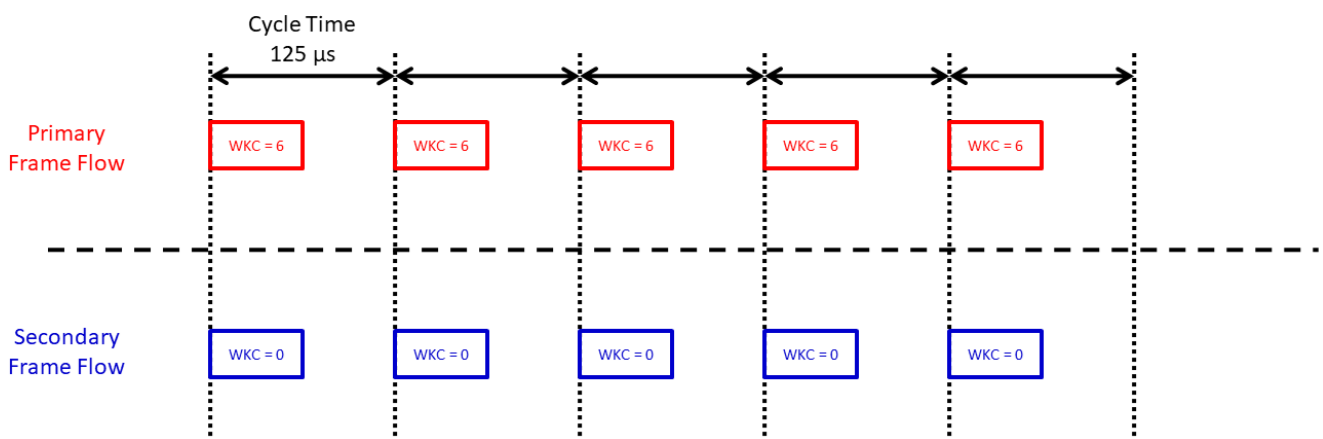 Cycle Time
125 µs
Primary
Frame Flow
WKC = 6
WKC = 6
WKC = 6
WKC = 6
WKC = 6
Secondary
Frame Flow
WKC = 0
WKC = 0
WKC = 0
WKC = 0
WKC = 0